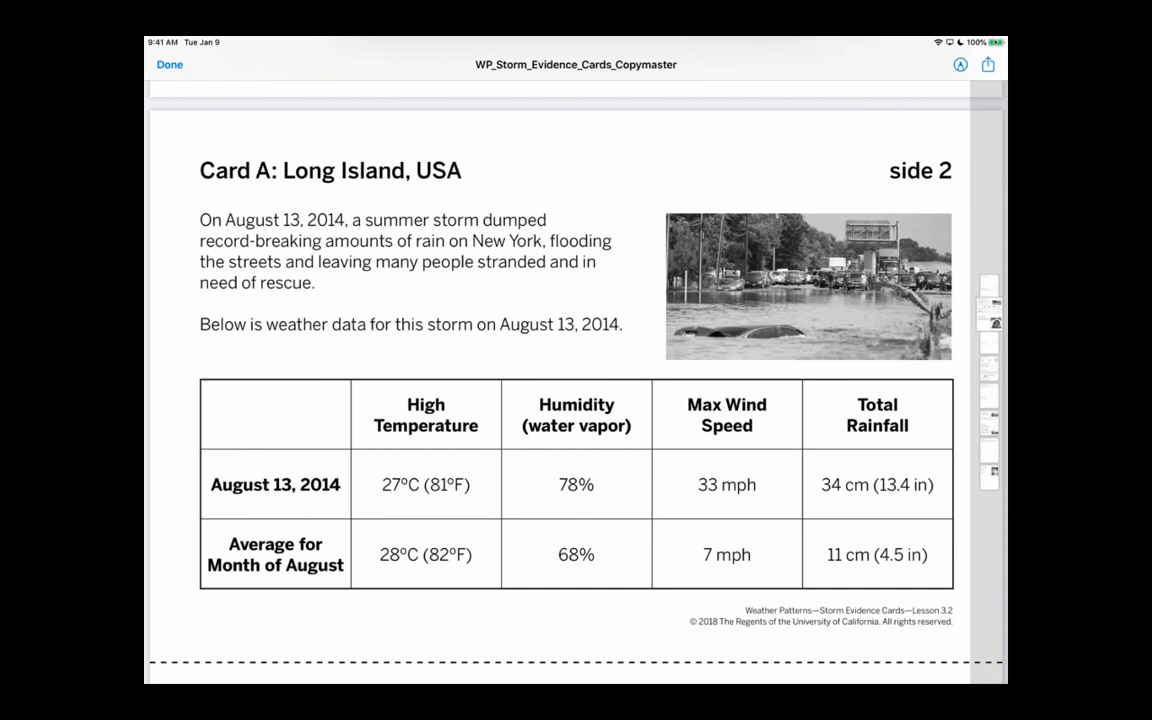 9:41 AM Tue Jan 9
100%
Done
WP_Storm_Evidence_Cards_Copymaster
Card A: Long Island, USA
side 2
On August 13, 2014, a summer storm dumped
record-breaking amounts of rain on New York, flooding
the streets and leaving many people stranded and in
need of rescue.
Below is weather data for this storm on August 13, 2014.
High
Temperature
Humidity
(water vapor)
Max Wind
Speed
Total
Rainfall
August 13, 2014
27°C (81°F)
78%
33 mph
34 cm (13.4 in)
Average for
Month of August
28°C (82°F)
68%
7 mph
11 cm (4.5 in)
Weather Patterns—Storm Evidence Cards—Lesson 3.2
© 2018 The Regents of the University of California. All rights reserved.